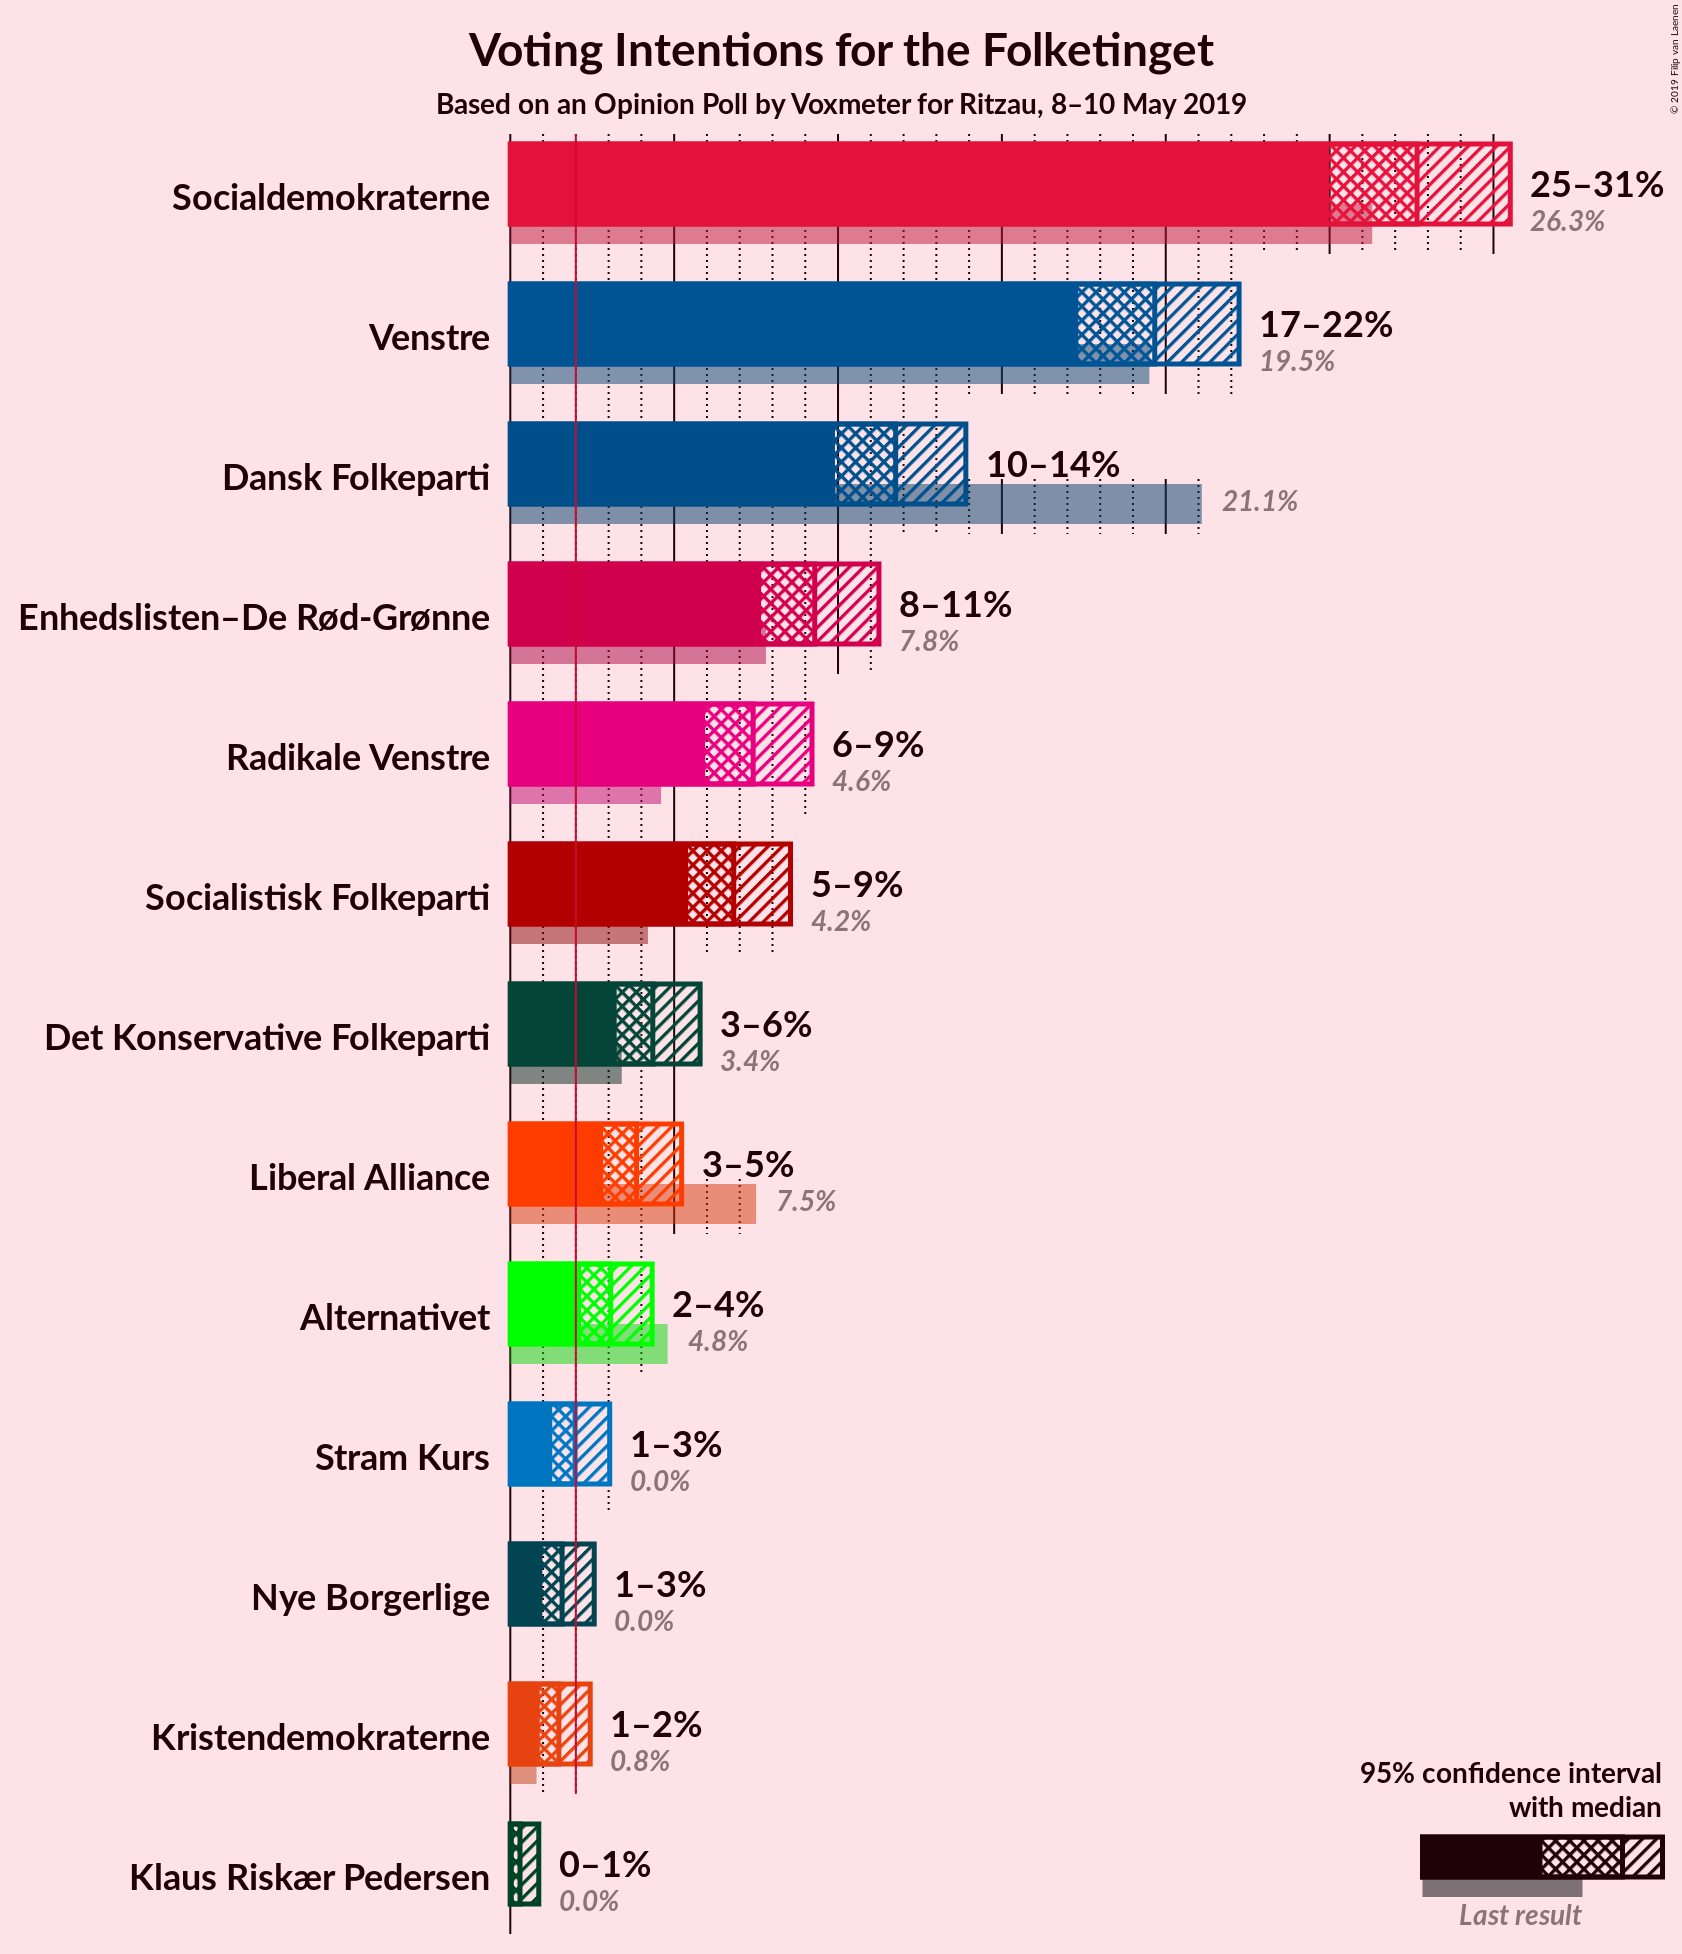 Voting Intentions for the Folketinget
Based on an Opinion Poll by Voxmeter for Ritzau, 8–10 May 2019
© 2019 Filip van Laenen
Socialdemokraterne
25–31%
26.3%
Venstre
17–22%
19.5%
Dansk Folkeparti
10–14%
21.1%
Enhedslisten–De Rød-Grønne
8–11%
7.8%
Radikale Venstre
6–9%
4.6%
Socialistisk Folkeparti
5–9%
4.2%
Det Konservative Folkeparti
3–6%
3.4%
Liberal Alliance
3–5%
7.5%
Alternativet
2–4%
4.8%
Stram Kurs
1–3%
0.0%
Nye Borgerlige
1–3%
0.0%
Kristendemokraterne
1–2%
0.8%
Klaus Riskær Pedersen
0–1%
0.0%
95% confidence interval
with median
Last result